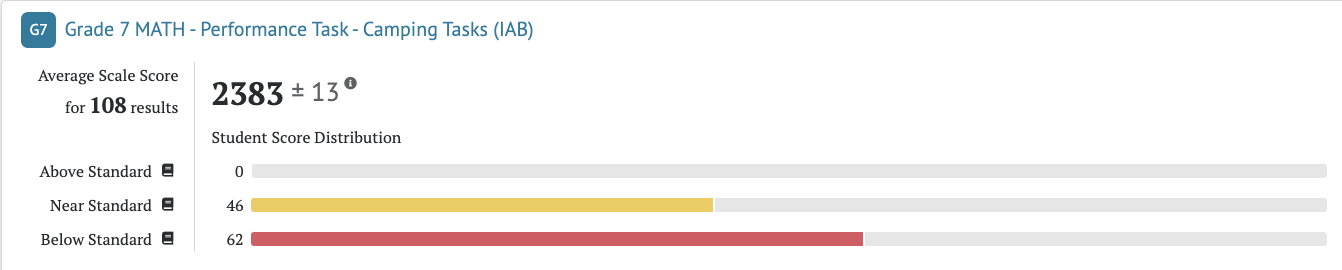 G7 Grade 7 MATH - Performance Task - Camping Tasks (IAB)
Average Scale Score
for 108 results
2383 ± 13
Student Score Distribution
Above Standard 0
Near Standard 46
Below Standard 62